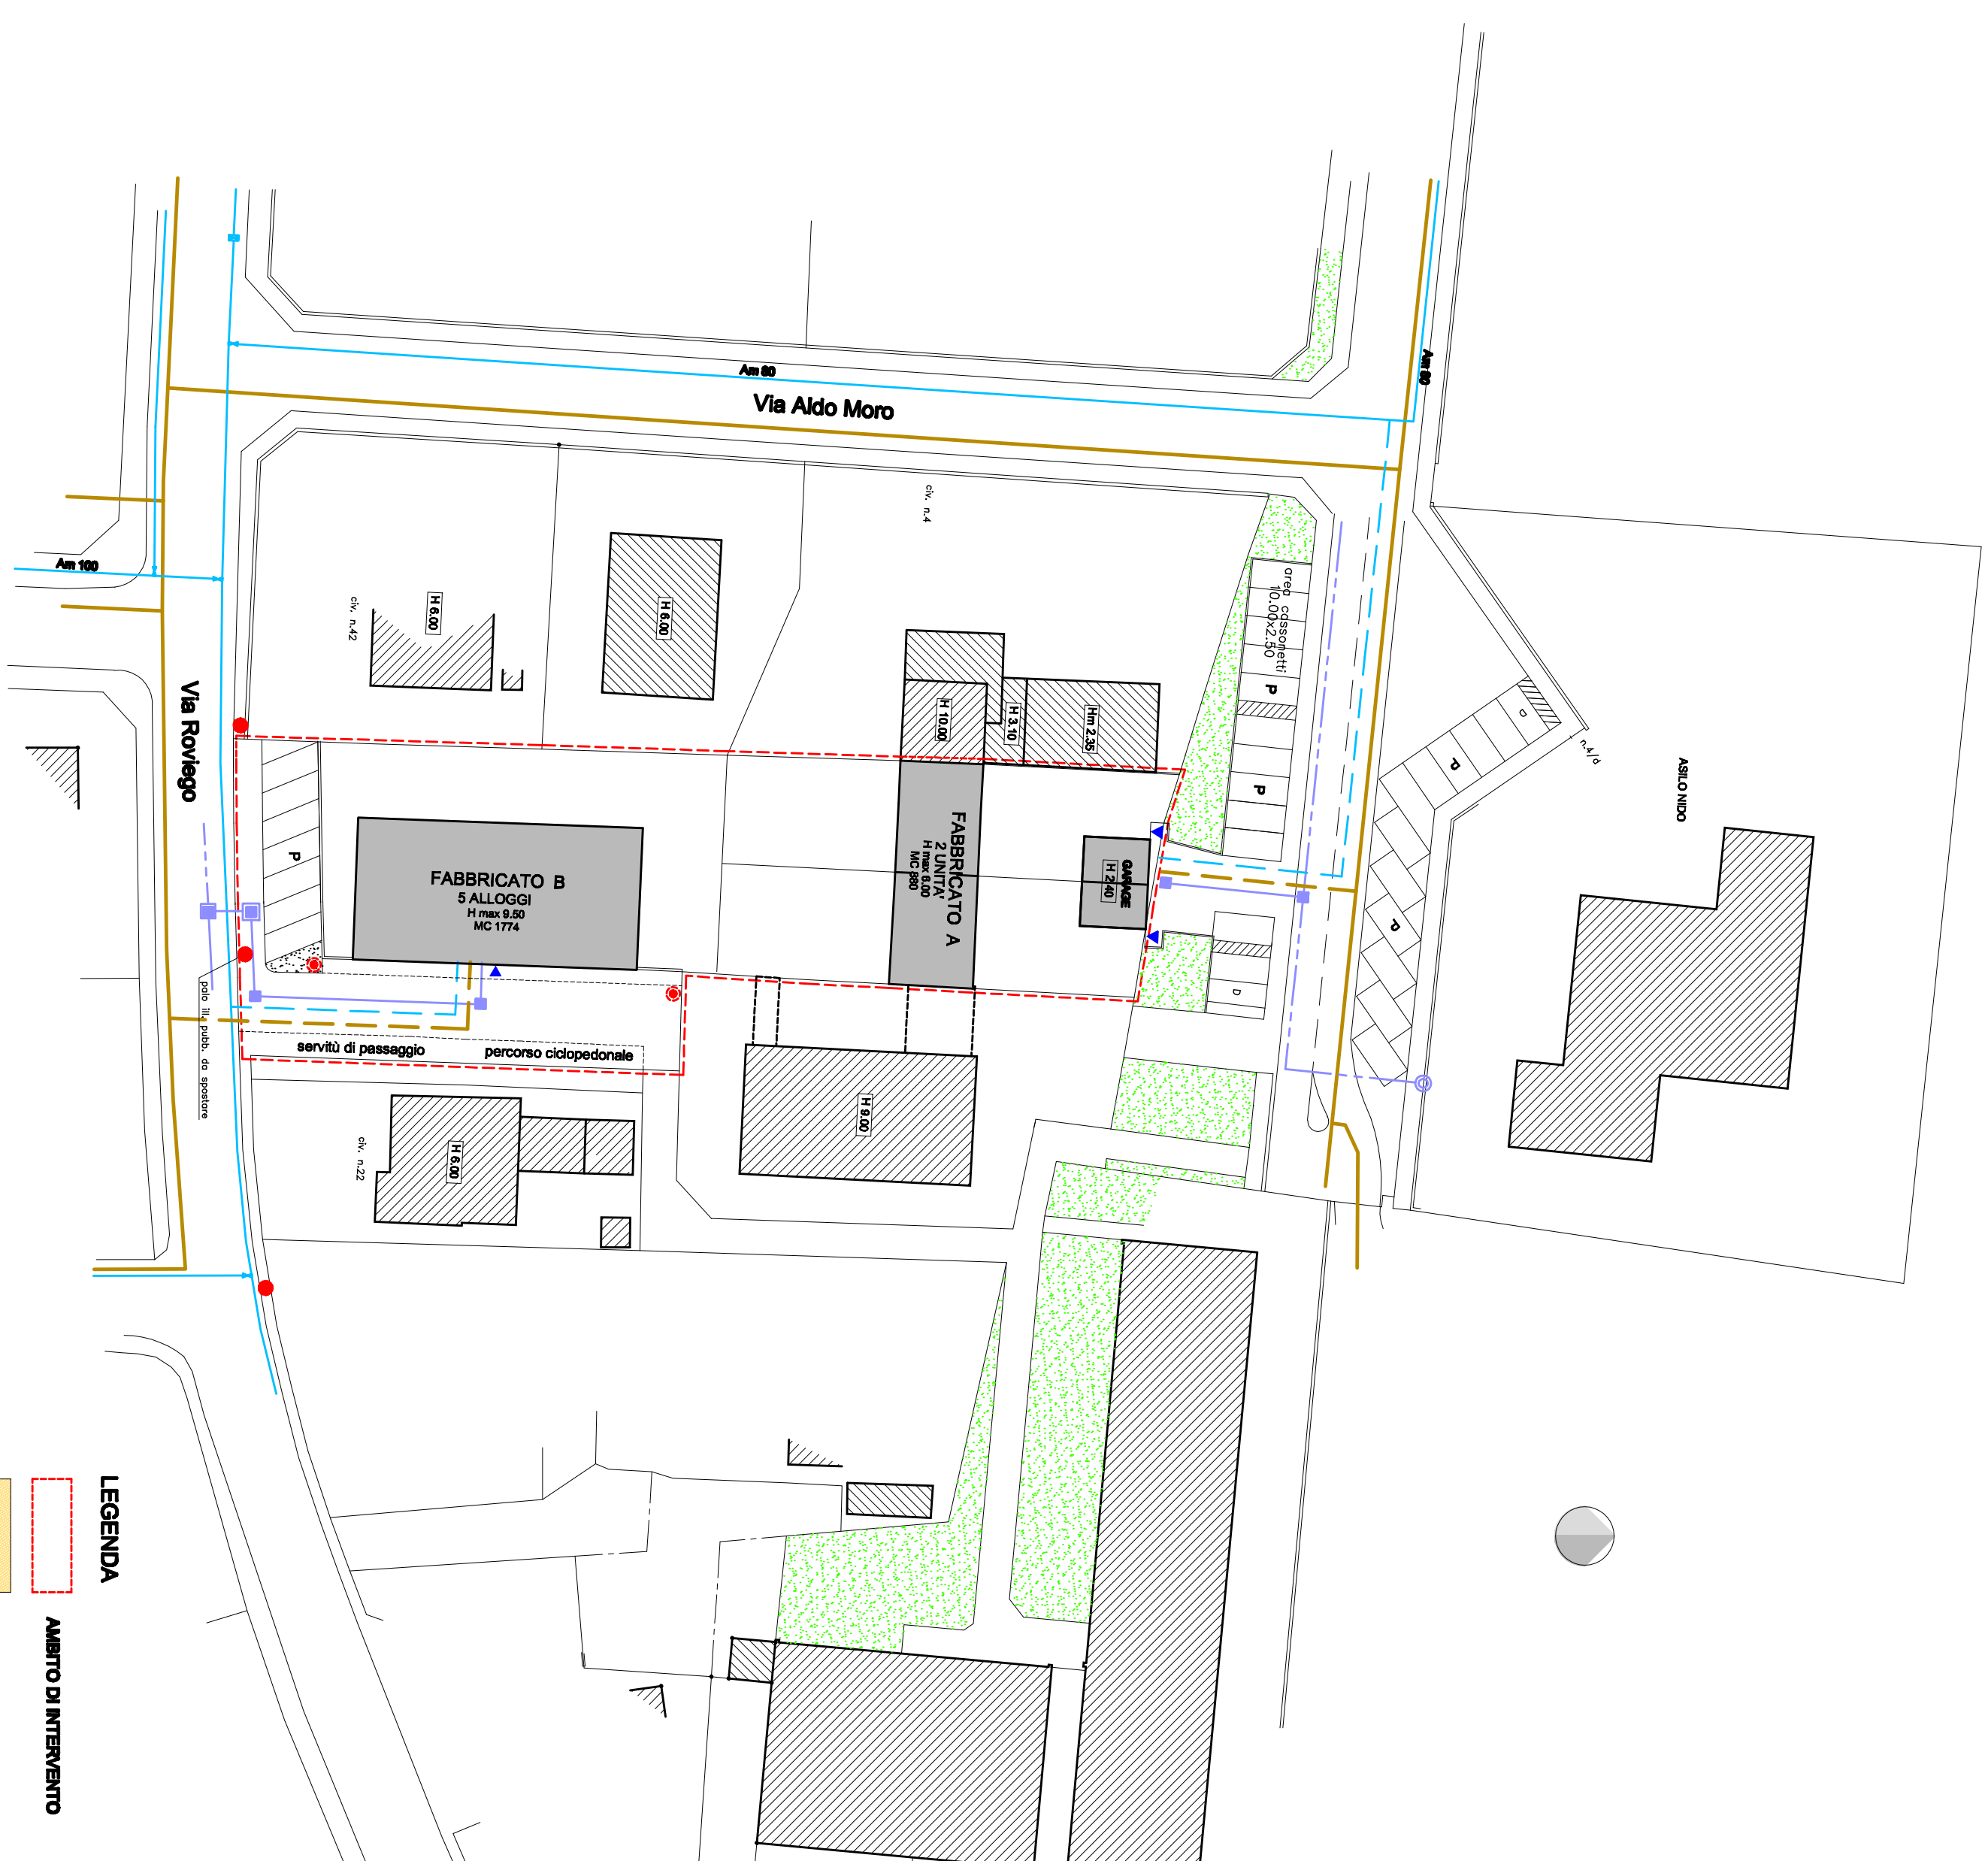 Am 80
Via Aldo Moro
Am 80
Am 100
Via Roviego
civ. n.42
H 6.00
H 6.00
civ. n.4
H 10.00
H 3.10
Hm 2.35
area cassonetti
10.00x2.50
P
P
D
P
P
n.4/d
ASILO NIDO
P
FABBRICATO B
5 ALLOGGI
H max 9.50
MC 1774
FABBRICATO A
2 UNITA'
H max 6.00
MC 880
GARAGE
H 2.40
D
palo ill. pubb. da spostare
servitù di passaggio
percorso ciclopedonale
civ. n.22
H 6.00
H 9.00
LEGENDA
AMBITO DI INTERVENTO